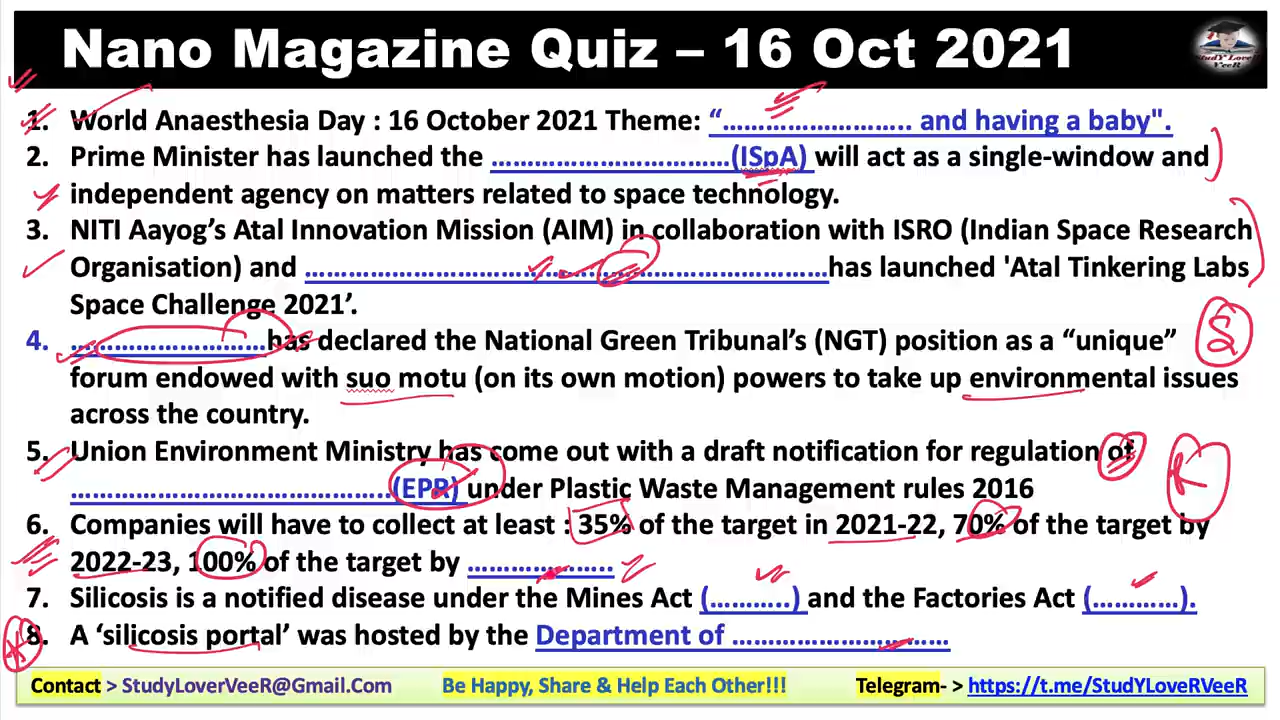 Nano Magazine Quiz – 16 Oct 2021
StudY LoveR
VeeR
1. World Anaesthesia Day : 16 October 2021 Theme: “…………………….. and having a baby".
2. Prime Minister has launched the ……………………………(ISpA) will act as a single-window and
independent agency on matters related to space technology.
3. NITI Aayog’s Atal Innovation Mission (AIM) in collaboration with ISRO (Indian Space Research
Organisation) and ………………………………………………………………has launched 'Atal Tinkering Labs
Space Challenge 2021’.
4. ………………………has declared the National Green Tribunal’s (NGT) position as a “unique”
forum endowed with suo motu (on its own motion) powers to take up environmental issues
across the country.
5. Union Environment Ministry has come out with a draft notification for regulation of
……………………………………..(EPR) under Plastic Waste Management rules 2016
6. Companies will have to collect at least : 35% of the target in 2021-22, 70% of the target by
2022-23, 100% of the target by ………………..
7. Silicosis is a notified disease under the Mines Act (………..) and the Factories Act (…………).
8. A ‘silicosis portal’ was hosted by the Department of …………………………
Contact > StudyLoverVeeR@Gmail.Com Be Happy, Share & Help Each Other!!! Telegram- > https://t.me/StudYLoveRVeeR